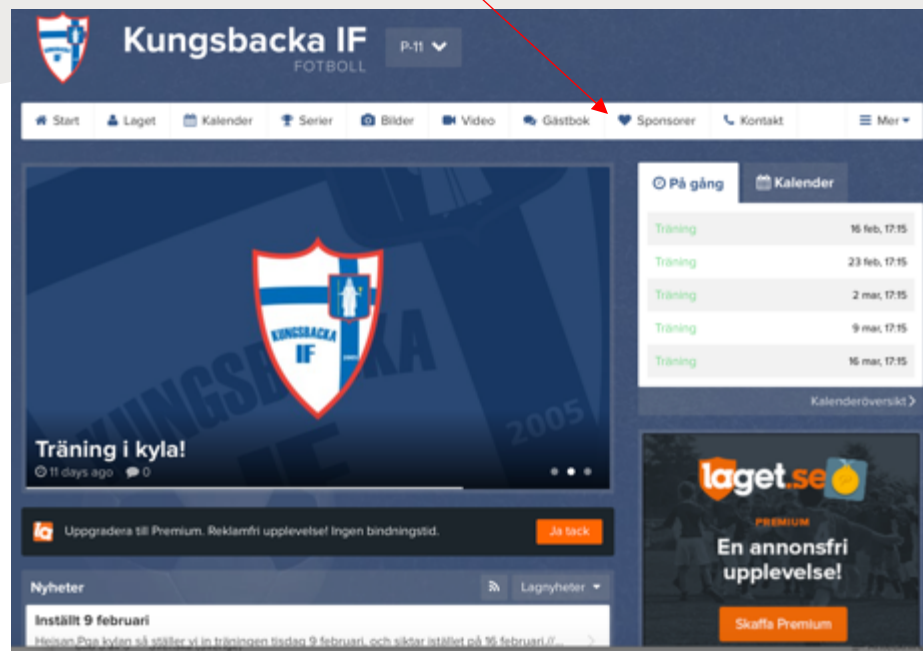 Kungsbacka IF
FOTBOLL
P-11
Start Laget Kalender Serier Bilder Video Gästbok Sponsorer Kontakt Mer
På gång Kalender
Träning 16 feb, 17:15
Träning 23 feb, 17:15
Träning 2 mar, 17:15
Träning 9 mar, 17:15
Träning 16 mar, 17:15
Kalenderöversikt
KUNGSBACKA
IF
2005
Träning i kyla!
11 days ago 0
laget.se
PREMIUM
En annonsfri
upplevelse!
Skaffa Premium
Uppgradera till Premium. Reklamfri upplevelse! Ingen bindningstid. Ja tack
Nyheter Lagnyheter
Inställt 9 februari
Hejsan,Pga kylan så ställer vi in träningen tisdag 9 februari, och siktar istället på 16 februari.//...